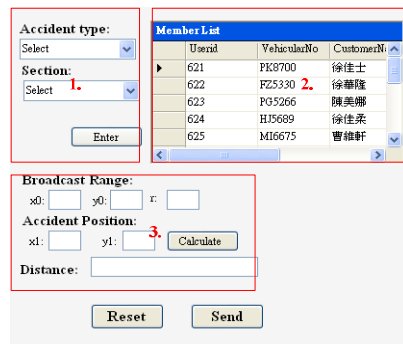 Accident type:
Select
Section:
Select
1.
Enter
Member List
Userid VehicularNo CustomerN
621 PK8700 徐佳士
622 FZ5330 徐華隆
2.
623 PG5266 陳美娜
624 HJ5689 徐佳柔
625 MI6675 曹維軒
Broadcast Range:
x0: y0: r:
Accident Position:
x1: y1: 3. Calculate
Distance:
Reset Send